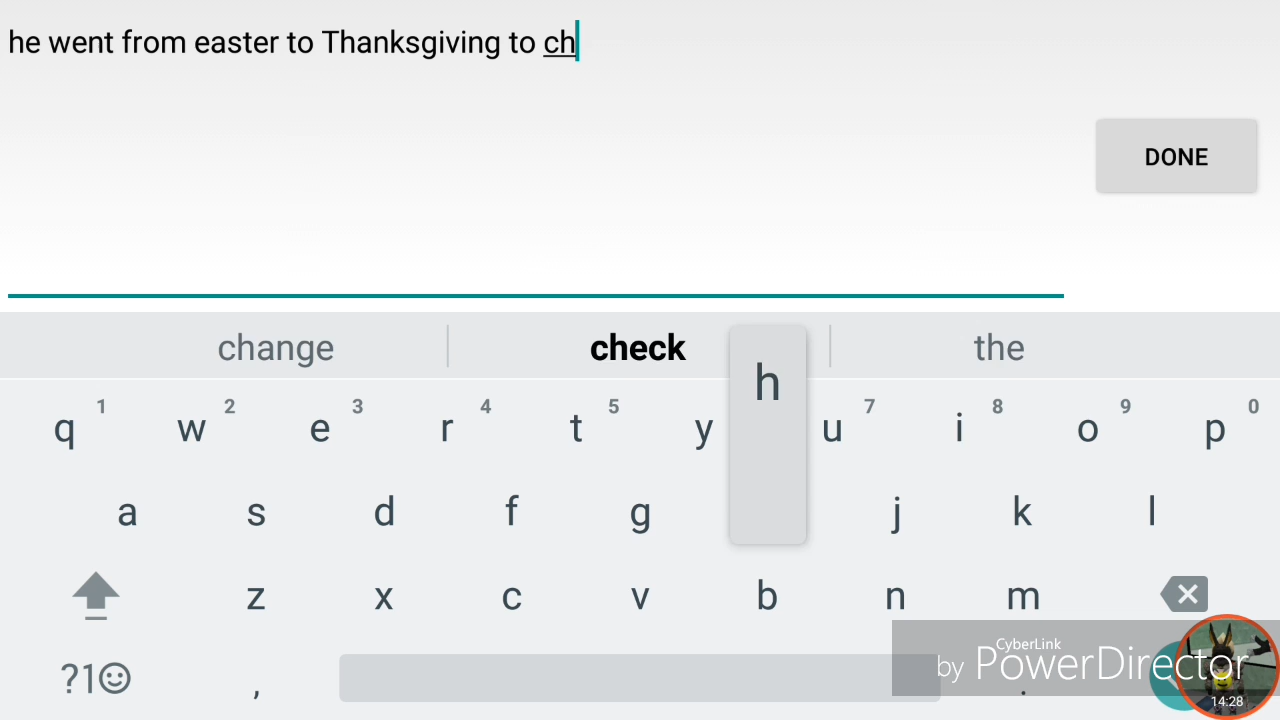 he went from easter to Thanksgiving to ch
DONE
change check the
h
1 2 3 4 5 7 8 9 0
q w e r t y u i o p
a s d f g j k l
z x c v b n m
CyberLink
by PowerDirector
?1 , .
14:28